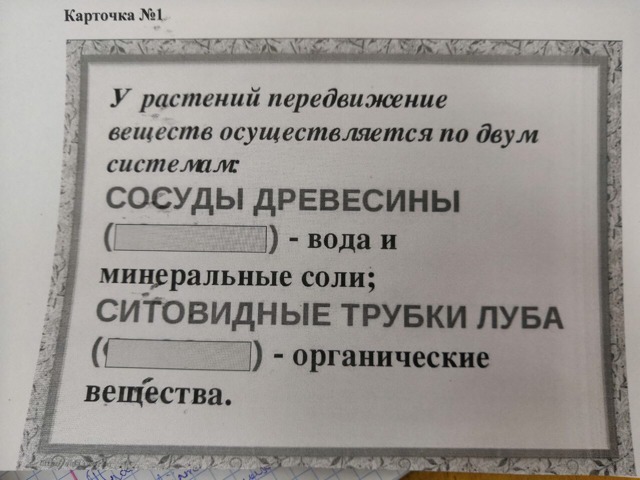 Карточка №1
У растений передвижение
веществ осуществляется по двум
системам:
СОСУДЫ ДРЕВЕСИНЫ
( ) - вода и
минеральные соли;
СИТОВИДНЫЕ ТРУБКИ ЛУБА
( ) - органические
вещества.